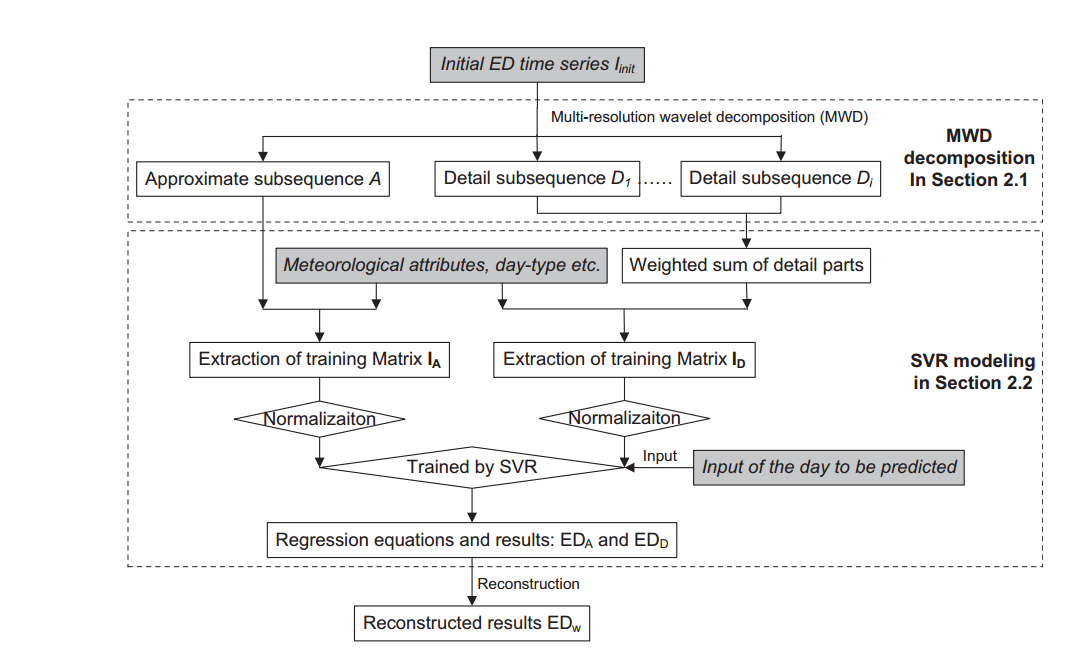 Initial ED time series Iinit
Multi-resolution wavelet decomposition (MWD)
MWD
decomposition
In Section 2.1
Approximate subsequence A
Detail subsequence D1
......
Detail subsequence Di
Meteorological attributes, day-type etc.
Weighted sum of detail parts
Extraction of training Matrix IA
Extraction of training Matrix ID
SVR modeling
in Section 2.2
Normalizaiton
Normalizaiton
Trained by SVR
Input
Input of the day to be predicted
Regression equations and results: EDA and EDD
Reconstruction
Reconstructed results EDw